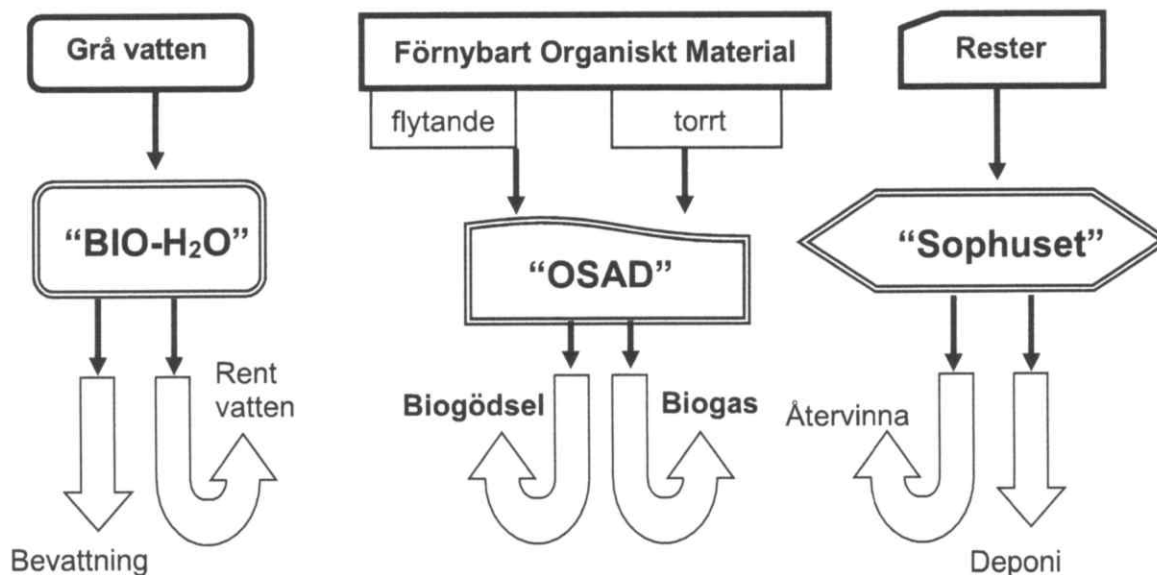 Grå vatten
Förnybart Organiskt Material
Rester
flytande
torrt
“BIO-H₂O”
“OSAD”
“Sophuset”
Rent
vatten
Biogödsel
Biogas
Återvinna
Bevattning
Deponi